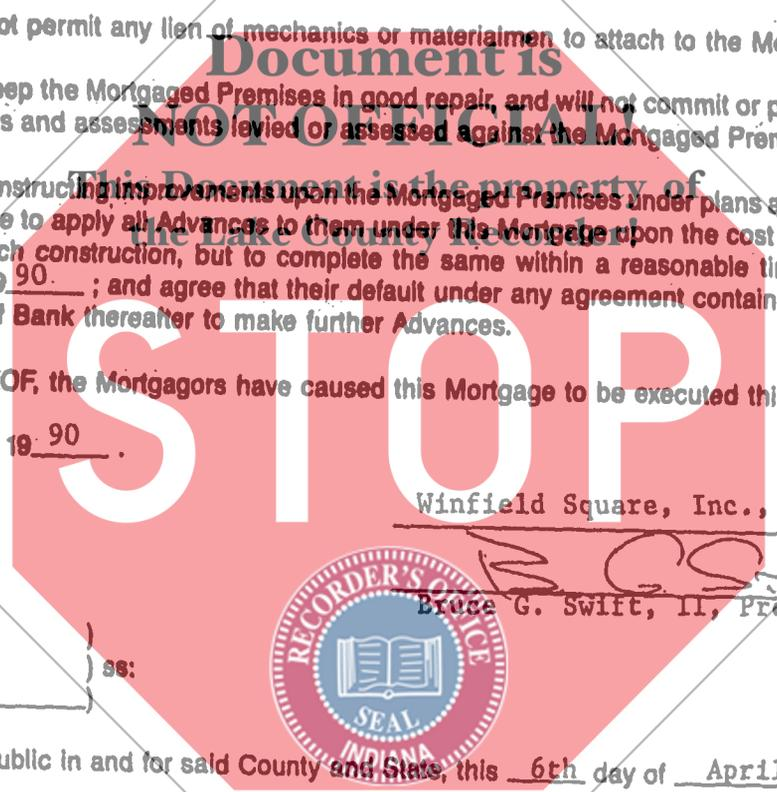 ot permit any lien of mechanics or materialmen to attach to the Mo
Document is
eep the Mortgaged Premises in good repair, and will not commit or
NOT OFFICIAL!
s and assessments levied or assessed against the Mortgaged Prem
This Document is the property of
nstructing improvements upon the Mortgaged Premises under plans a
e to apply all Advances to them under this Mortgage upon the cost
the Lake County Recorder!
ch construction, but to complete the same within a reasonable ti
90 ; and agree that their default under any agreement contain
f Bank thereafter to make further Advances.
STOP
OF, the Mortgagors have caused this Mortgage to be executed thi
19 90 .
Winfield Square, Inc.,
B G S
Bruce G. Swift, II, Pre
RECORDER'S OFFICE
SEAL
INDIANA
)
) ss:
)
ublic in and for said County and State, this 6th day of April